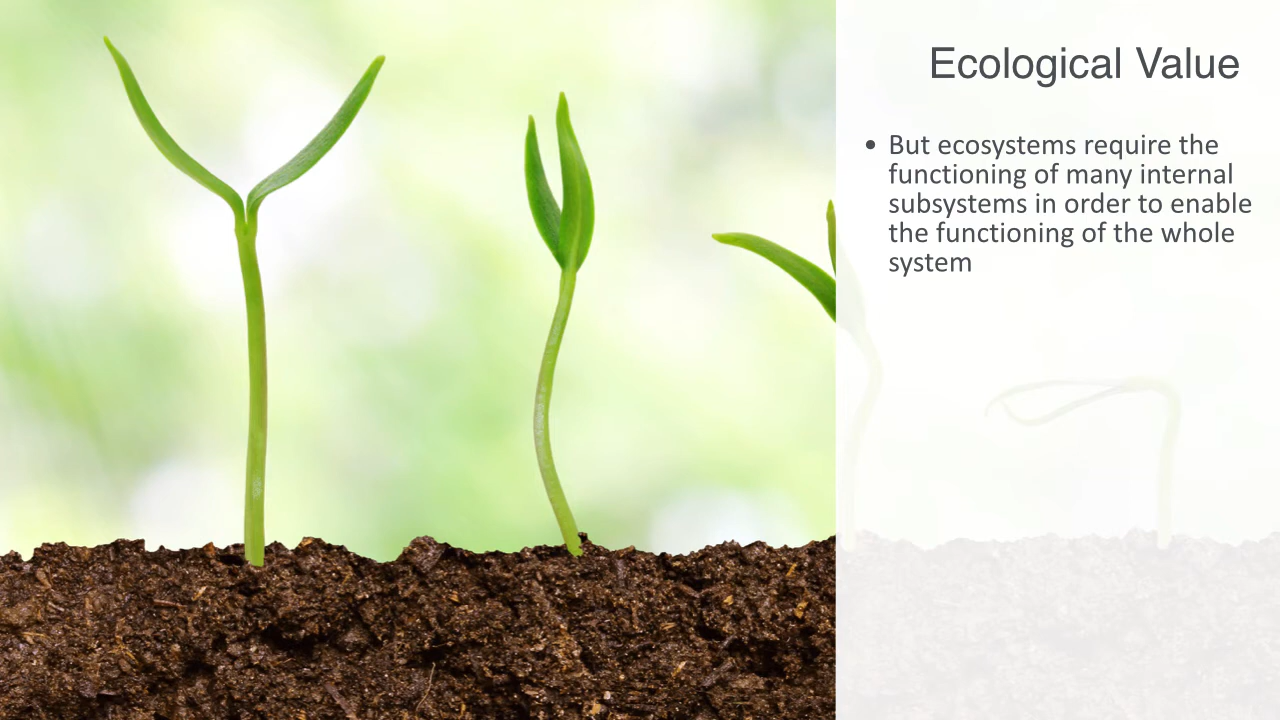 Ecological Value
• But ecosystems require the
functioning of many internal
subsystems in order to enable
the functioning of the whole
system